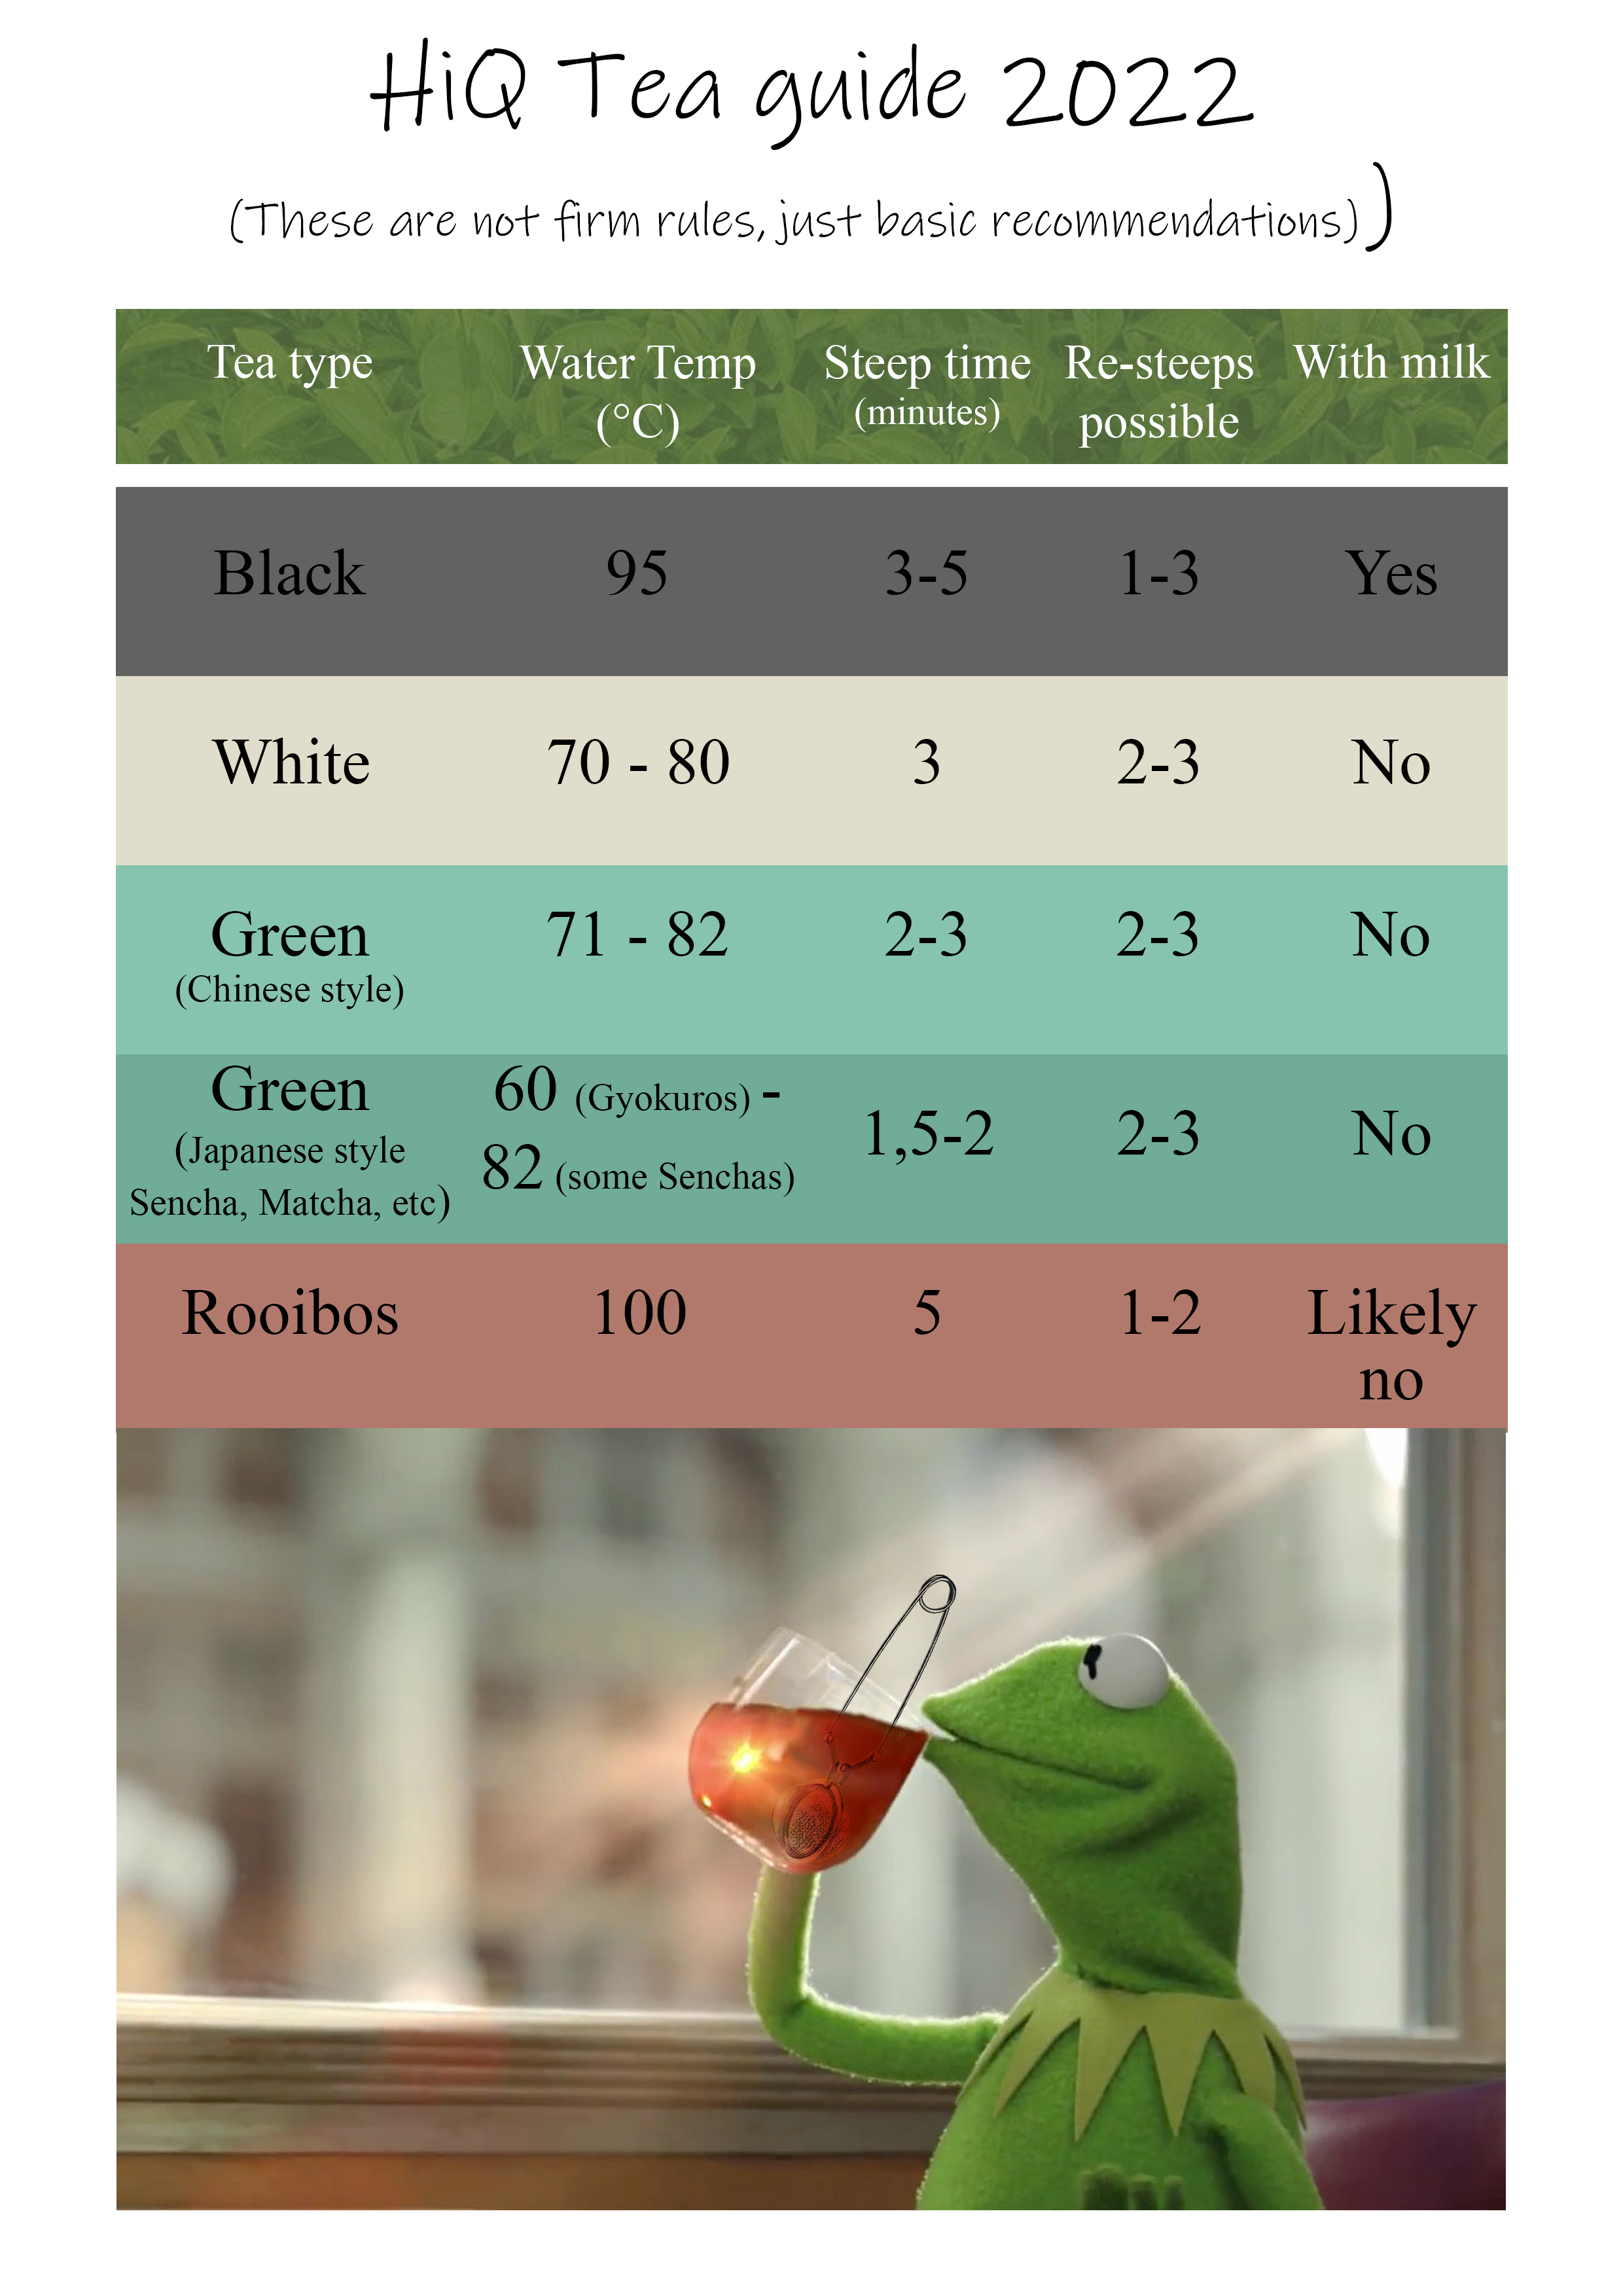 HiQ Tea guide 2022
(These are not firm rules, just basic recommendations))
Tea type Water Temp (°C) Steep time (minutes) Re-steeps possible With milk
Black 95 3-5 1-3 Yes
White 70 - 80 3 2-3 No
Green (Chinese style) 71 - 82 2-3 2-3 No
Green (Japanese style Sencha, Matcha, etc) 60 (Gyokuros) - 82 (some Senchas) 1,5-2 2-3 No
Rooibos 100 5 1-2 Likely no